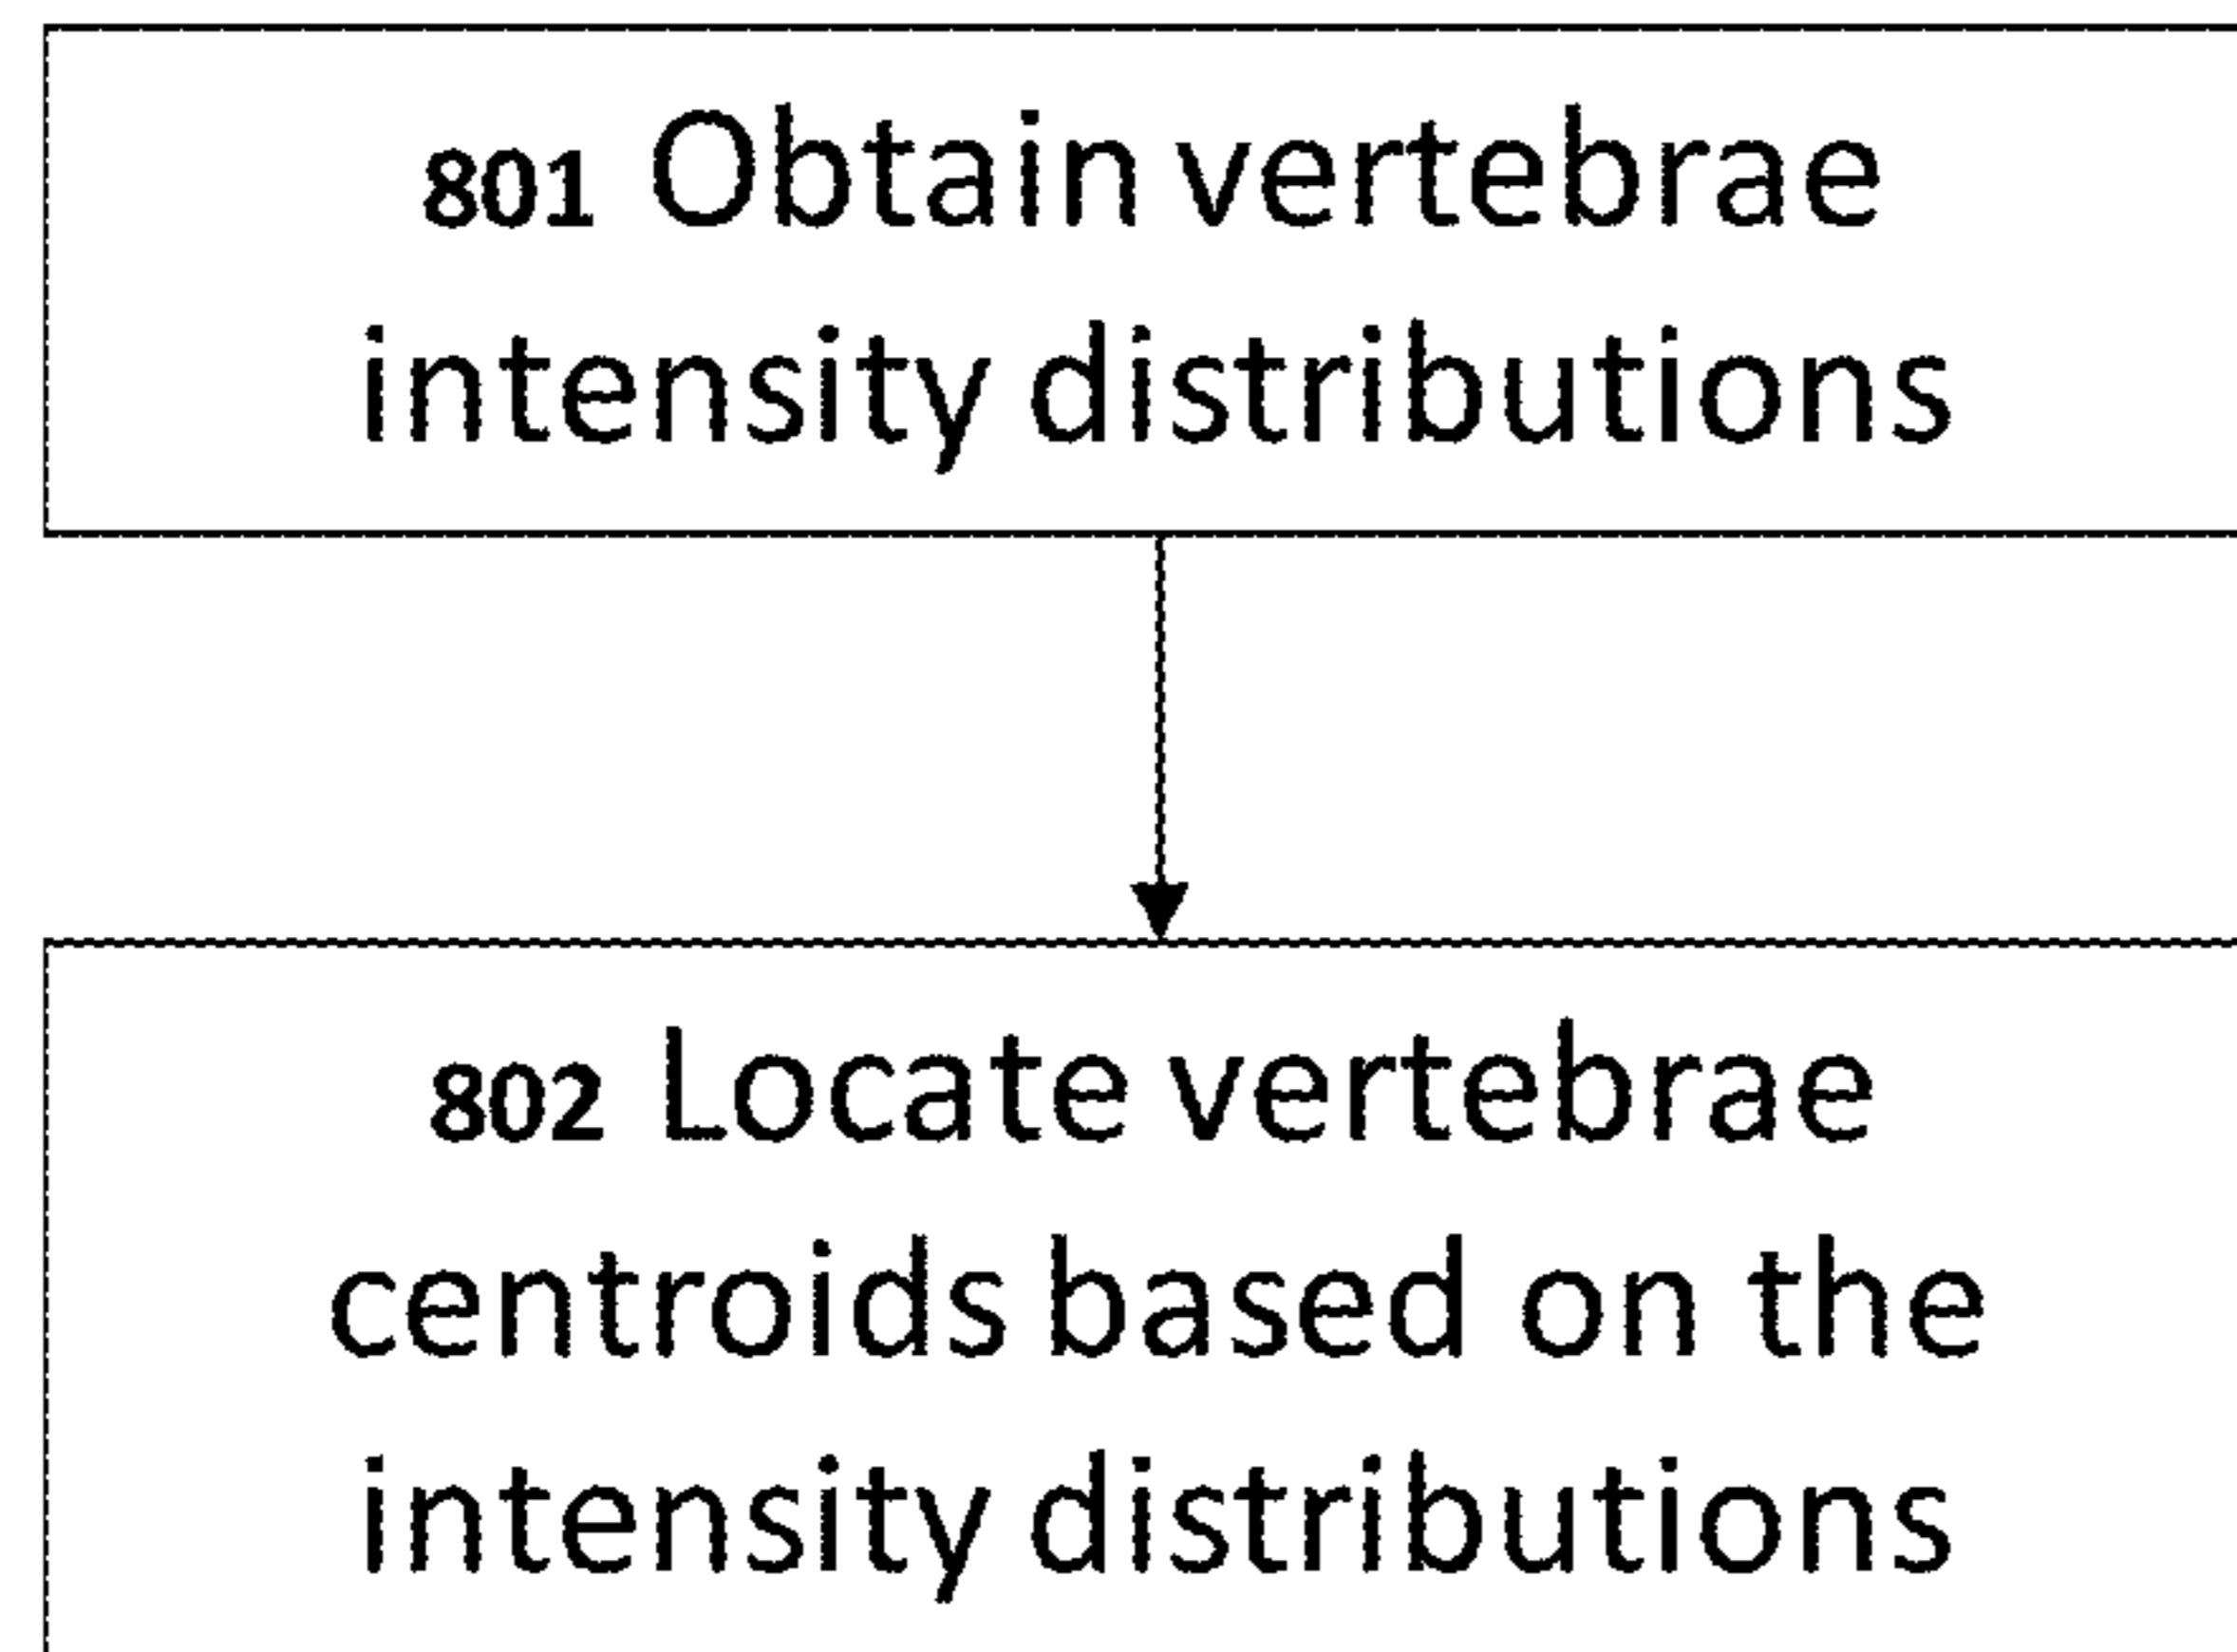 801 Obtain vertebrae
intensity distributions
802 Locate vertebrae
centroids based on the
intensity distributions